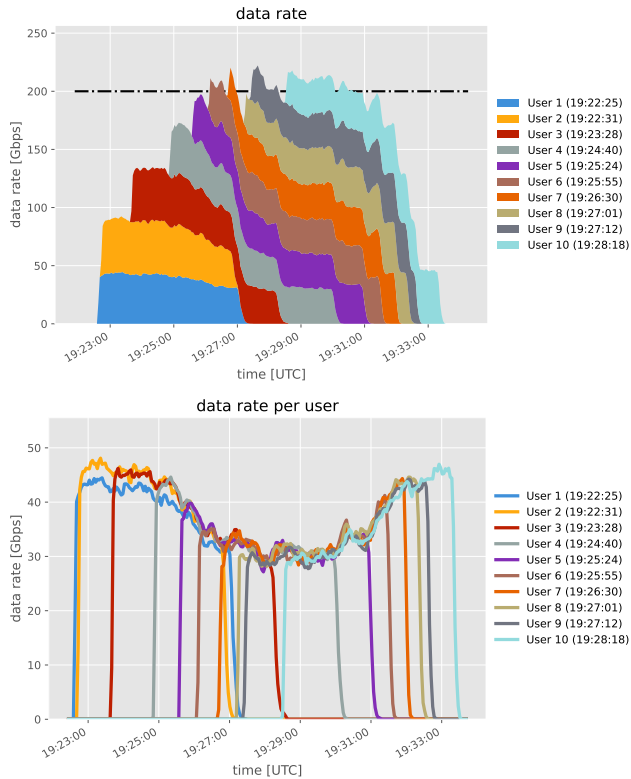 data rate
250
200
150
100
50
0
data rate [Gbps]
19:23:00
19:25:00
19:27:00
19:29:00
19:31:00
19:33:00
time [UTC]
User 1 (19:22:25)
User 2 (19:22:31)
User 3 (19:23:28)
User 4 (19:24:40)
User 5 (19:25:24)
User 6 (19:25:55)
User 7 (19:26:30)
User 8 (19:27:01)
User 9 (19:27:12)
User 10 (19:28:18)
data rate per user
50
40
30
20
10
0
data rate [Gbps]
19:23:00
19:25:00
19:27:00
19:29:00
19:31:00
19:33:00
time [UTC]
User 1 (19:22:25)
User 2 (19:22:31)
User 3 (19:23:28)
User 4 (19:24:40)
User 5 (19:25:24)
User 6 (19:25:55)
User 7 (19:26:30)
User 8 (19:27:01)
User 9 (19:27:12)
User 10 (19:28:18)